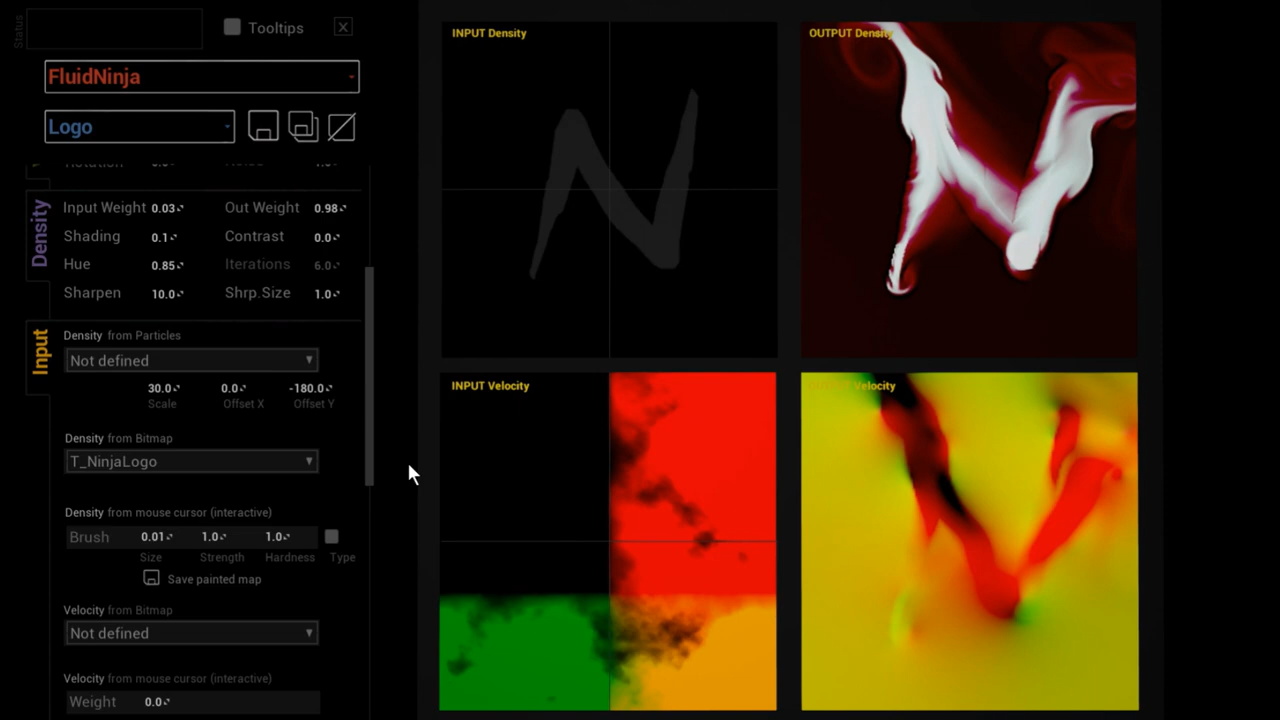 Status
Tooltips
X
FluidNinja
Logo
Density
Input Weight 0.03 Out Weight 0.98
Shading 0.1 Contrast 0.0
Hue 0.85 Iterations 6.0
Sharpen 10.0 Shrp.Size 1.0
Input
Density from Particles
Not defined
30.0 0.0 -180.0
Scale Offset X Offset Y
Density from Bitmap
T_NinjaLogo
Density from mouse cursor (interactive)
Brush 0.01 1.0 1.0
Size Strength Hardness Type
Save painted map
Velocity from Bitmap
Not defined
Velocity from mouse cursor (interactive)
Weight 0.0
INPUT Density
N
OUTPUT Density
INPUT Velocity
OUTPUT Velocity